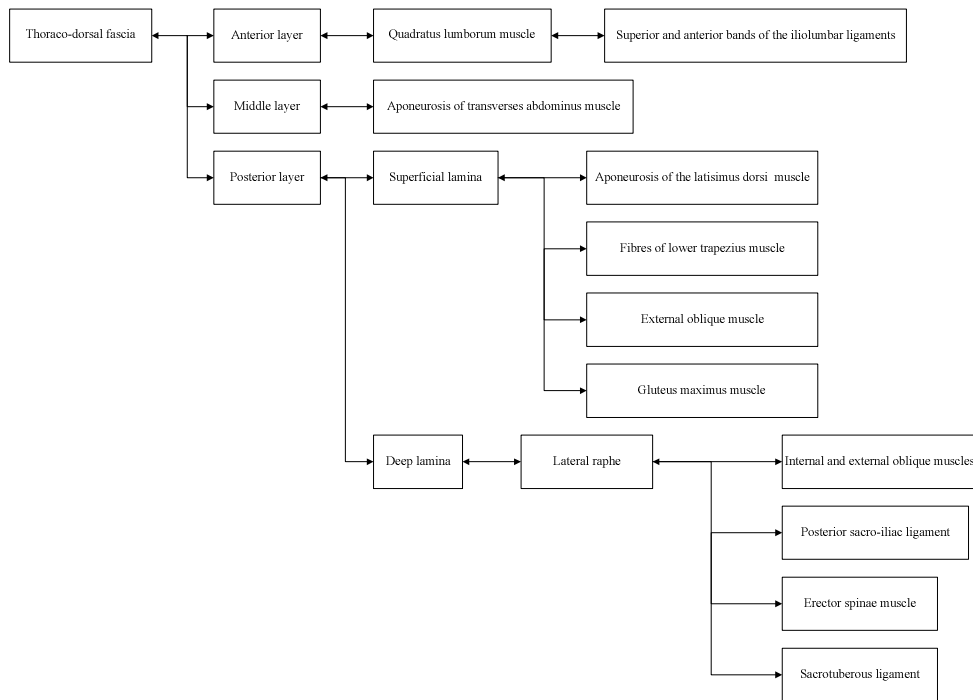 Thoraco-dorsal fascia
Anterior layer
Quadratus lumborum muscle
Superior and anterior bands of the iliolumbar ligaments
Middle layer
Aponeurosis of transverses abdominus muscle
Posterior layer
Superficial lamina
Aponeurosis of the latisimus dorsi  muscle
Fibres of lower trapezius muscle
External oblique muscle
Gluteus maximus muscle
Deep lamina
Lateral raphe
Internal and external oblique muscles
Posterior sacro-iliac ligament
Erector spinae muscle
Sacrotuberous ligament